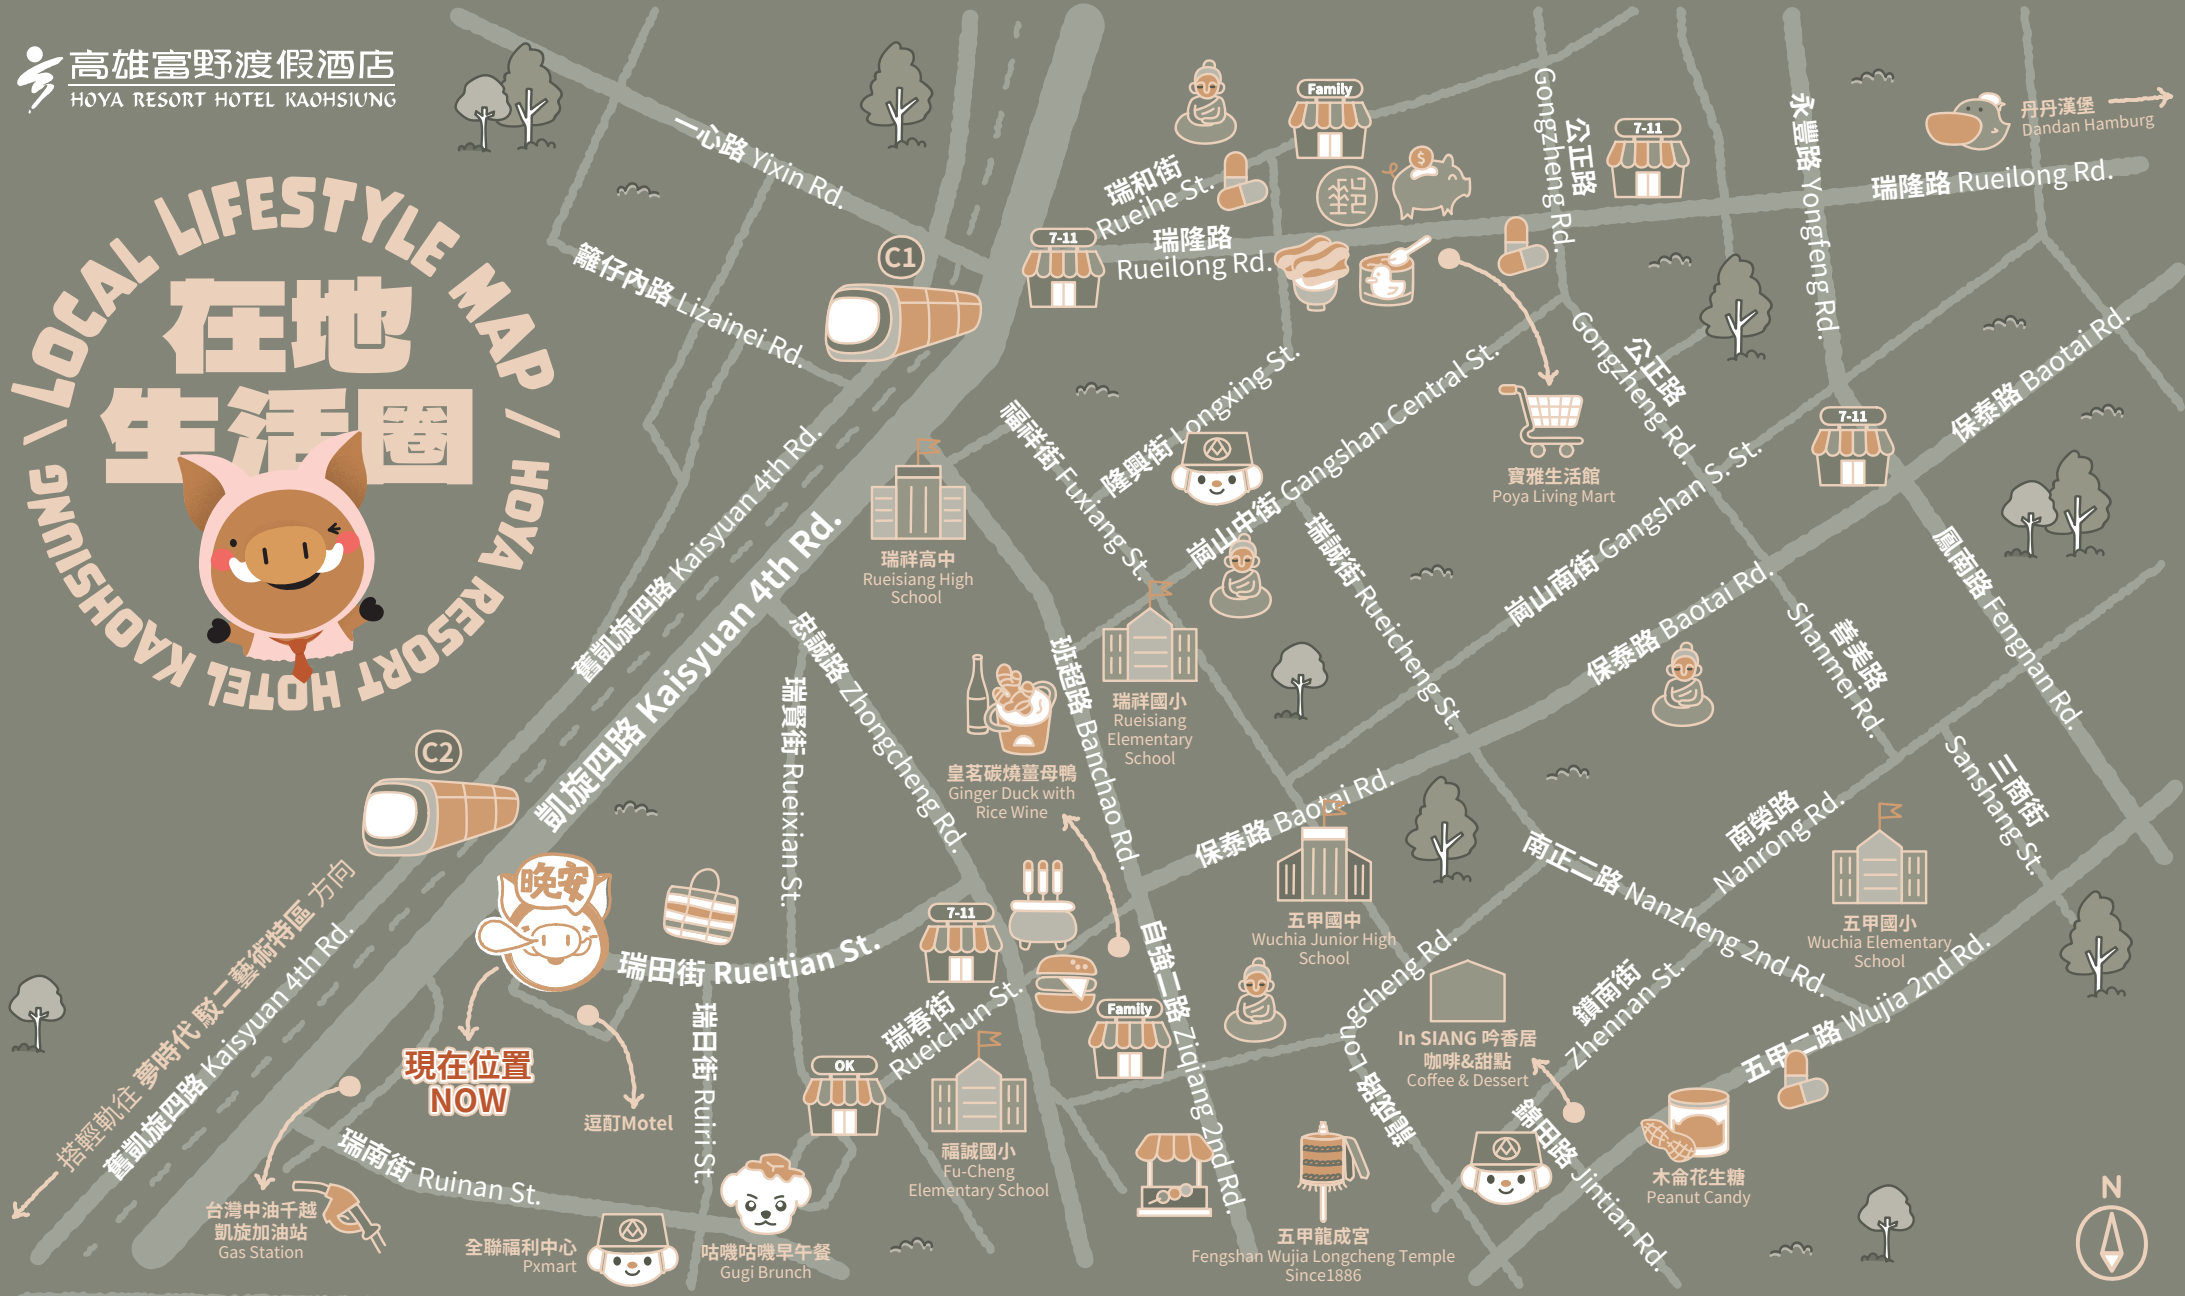 高雄富野渡假酒店
HOYA RESORT HOTEL KAOHSIUNG
\ LOCAL LIFESTYLE MAP / HOYA RESORT HOTEL KAOHSIUNG
在地
生活圈
一心路 Yixin Rd.
籬仔內路 Lizainei Rd.
C1
C2
舊凱旋四路 Kaisyuan 4th Rd.
凱旋四路 Kaisyuan 4th Rd.
瑞和街
Rueihe St.
Family
7-11
瑞隆路
Rueilong Rd.
公正路
Gongzheng Rd.
7-11
永豐路 Yongfeng Rd.
丹丹漢堡
Dandan Hamburg
瑞隆路 Rueilong Rd.
公正路
Gongzheng Rd.
寶雅生活館
Poya Living Mart
7-11
保泰路 Baotai Rd.
隆興街 Longxing St.
崗山中街 Gangshan Central St.
福祥街 Fuxiang St.
瑞祥高中
Rueisiang High
School
瑞誠街 Rueicheng St.
崗山南街 Gangshan S. St.
保泰路 Baotai Rd.
鳳南路 Fengnan Rd.
善美路
Shanmei Rd.
三商街
Sanshang St.
忠誠路 Zhongcheng Rd.
瑞賢街 Rueixian St.
班超路 Banchao Rd.
瑞祥國小
Rueisiang
Elementary
School
皇茗碳燒薑母鴨
Ginger Duck with
Rice Wine
保泰路 Baotai Rd.
五甲國中
Wuchia Junior High
School
南正二路 Nanzheng 2nd Rd.
南榮路
Nanrong Rd.
五甲國小
Wuchia Elementary
School
五甲二路 Wujia 2nd Rd.
晚安
瑞田街 Rueitian St.
7-11
瑞春街
Rueichun St.
Family
自強二路 Ziqiang 2nd Rd.
龍成路 Longcheng Rd.
In SIANG 吟香居
咖啡&甜點
Coffee & Dessert
鎮南街
Zhennan St.
錦田路 Jintian Rd.
木侖花生糖
Peanut Candy
搭輕軌往 夢時代 駁二藝術特區 方向
舊凱旋四路 Kaisyuan 4th Rd.
現在位置
NOW
逗酊Motel
瑞日街 Ruiri St.
OK
福誠國小
Fu-Cheng
Elementary School
瑞南街 Ruinan St.
台灣中油千越
凱旋加油站
Gas Station
全聯福利中心
Pxmart
咕嘰咕嘰早午餐
Gugi Brunch
五甲龍成宮
Fengshan Wujia Longcheng Temple
Since1886
N